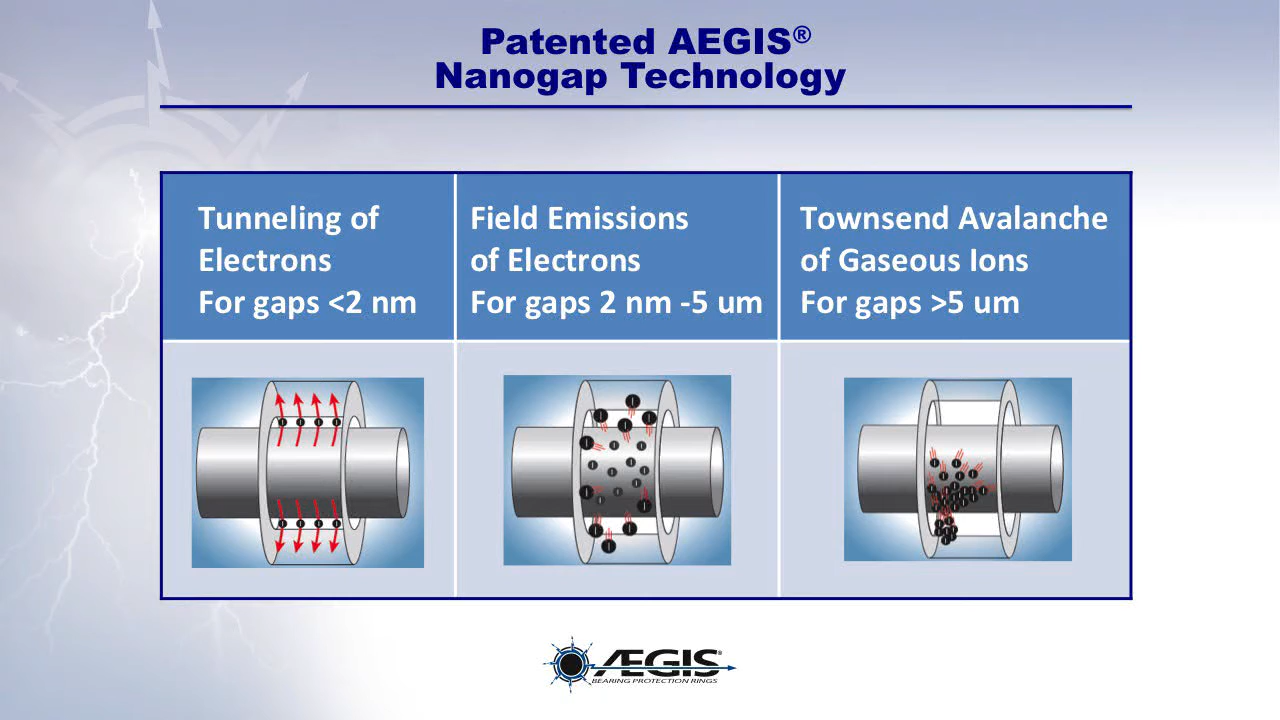 Patented AEGIS®
Nanogap Technology
Tunneling of
Electrons
For gaps <2 nm
Field Emissions
of Electrons
For gaps 2 nm -5 um
Townsend Avalanche
of Gaseous Ions
For gaps >5 um
ÆGIS®
BEARING PROTECTION RINGS